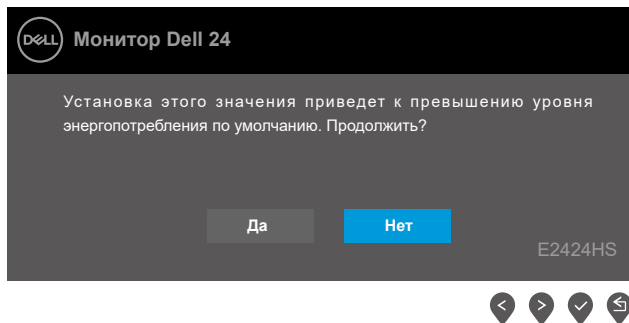 DELL Монитор Dell 24
Установка этого значения приведет к превышению уровня
энергопотребления по умолчанию. Продолжить?
Да Нет
E2424HS